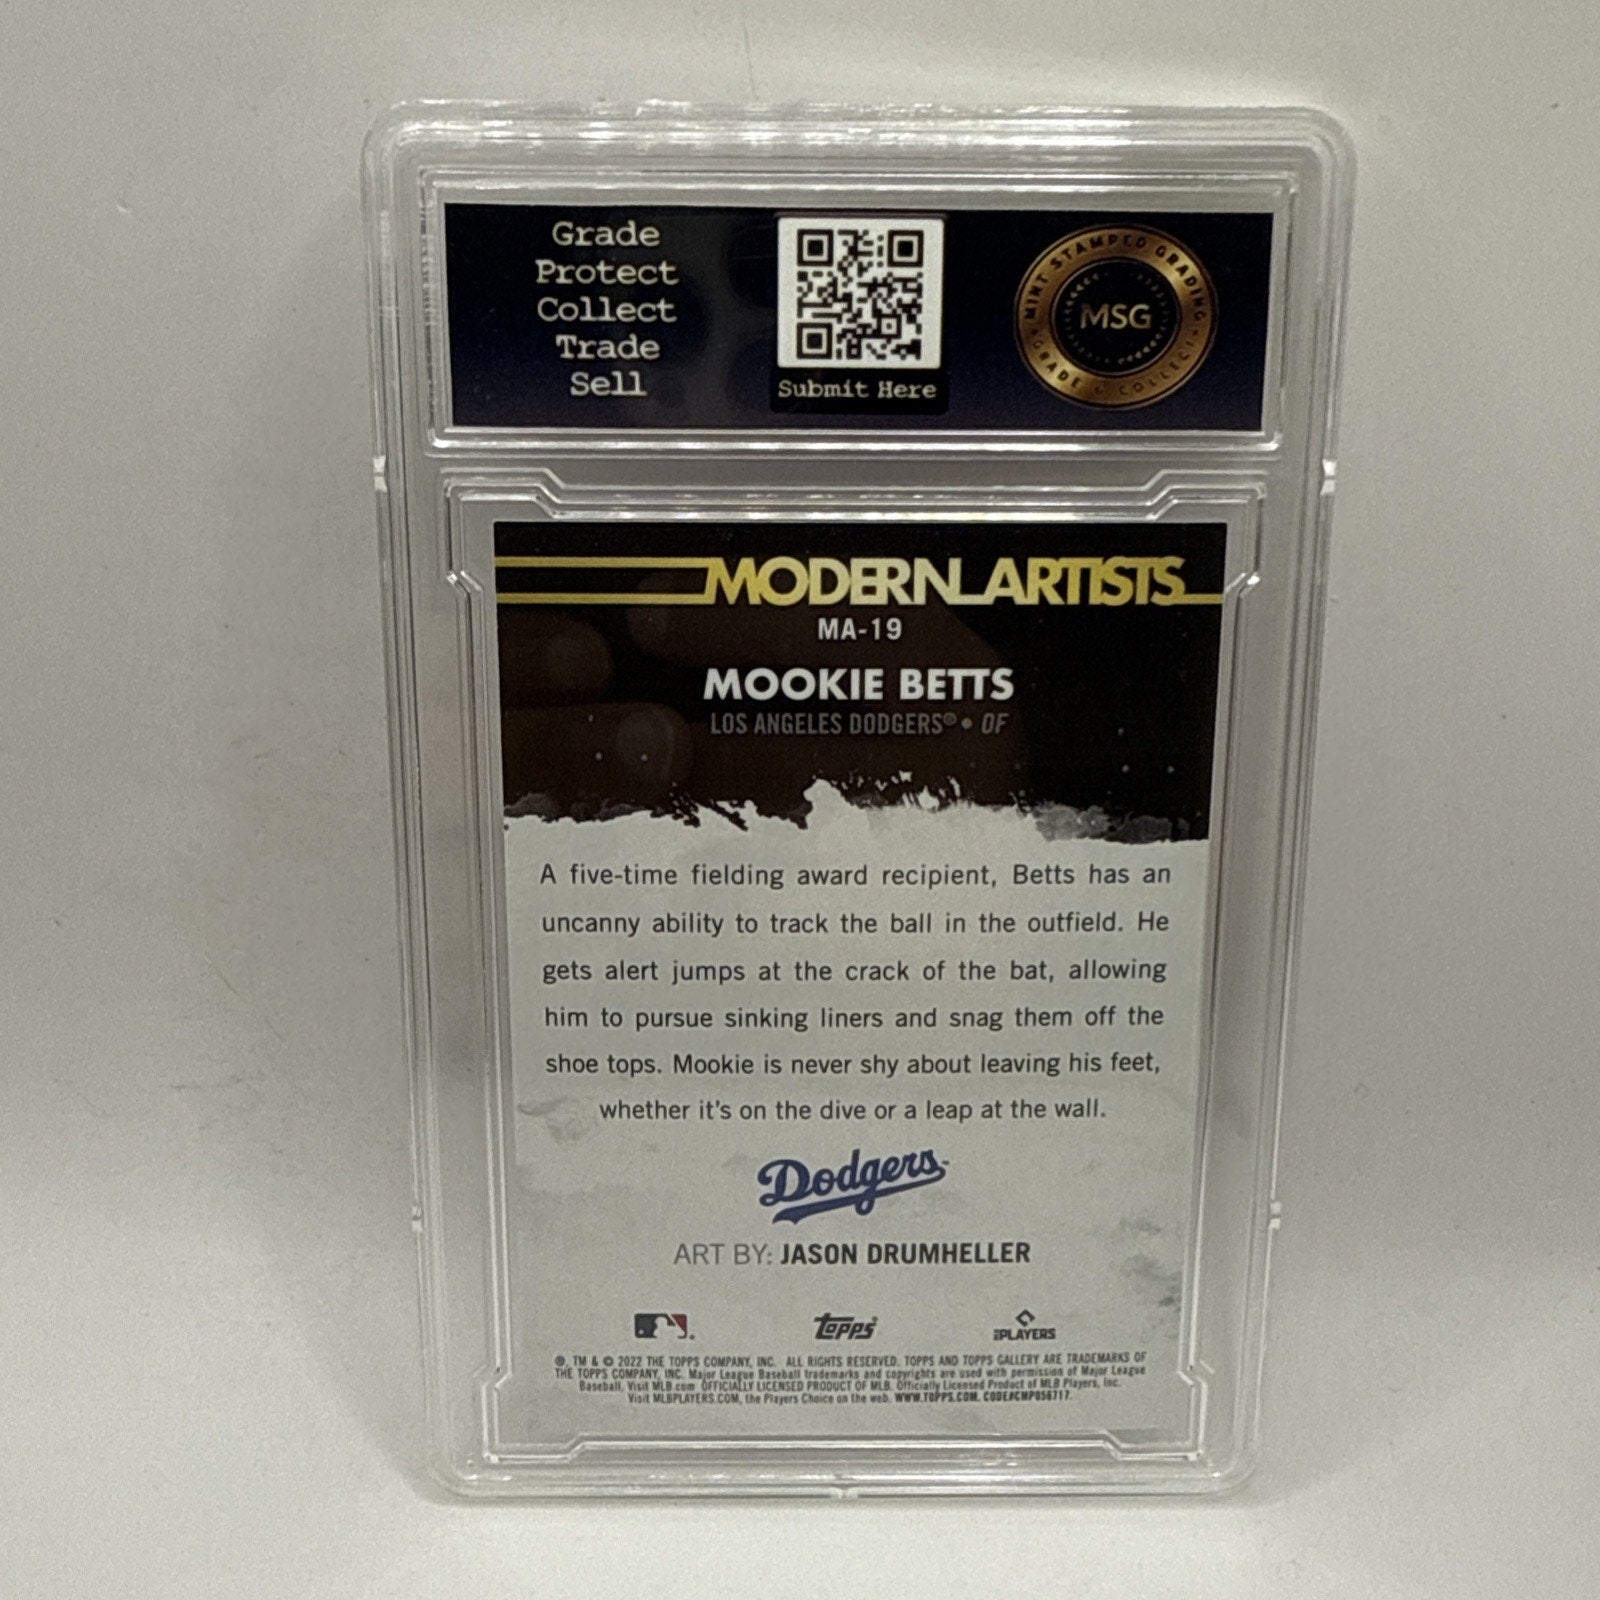 Grade
Protect
Collect
Trade
Sell
Submit Here
MINT STAMPED GRADING
MSG
GRADE & COLLECT
MODERN ARTISTS
MA-19
MOOKIE BETTS
LOS ANGELES DODGERS® • OF
A five-time fielding award recipient, Betts has an
uncanny ability to track the ball in the outfield. He
gets alert jumps at the crack of the bat, allowing
him to pursue sinking liners and snag them off the
shoe tops. Mookie is never shy about leaving his feet,
whether it's on the dive or a leap at the wall.
Dodgers
ART BY: JASON DRUMHELLER
topps
PLAYERS
®, TM & © 2022 THE TOPPS COMPANY, INC. ALL RIGHTS RESERVED. TOPPS AND TOPPS GALLERY ARE TRADEMARKS OF
THE TOPPS COMPANY, INC. Major League Baseball trademarks and copyrights are used with permission of Major League
Baseball. Visit MLB.com OFFICIALLY LICENSED PRODUCT OF MLB. Officially Licensed Product of MLB Players, Inc.
Visit MLBPLAYERS.COM, the Players Choice on the web. WWW.TOPPS.COM. CODE#CMP056717.